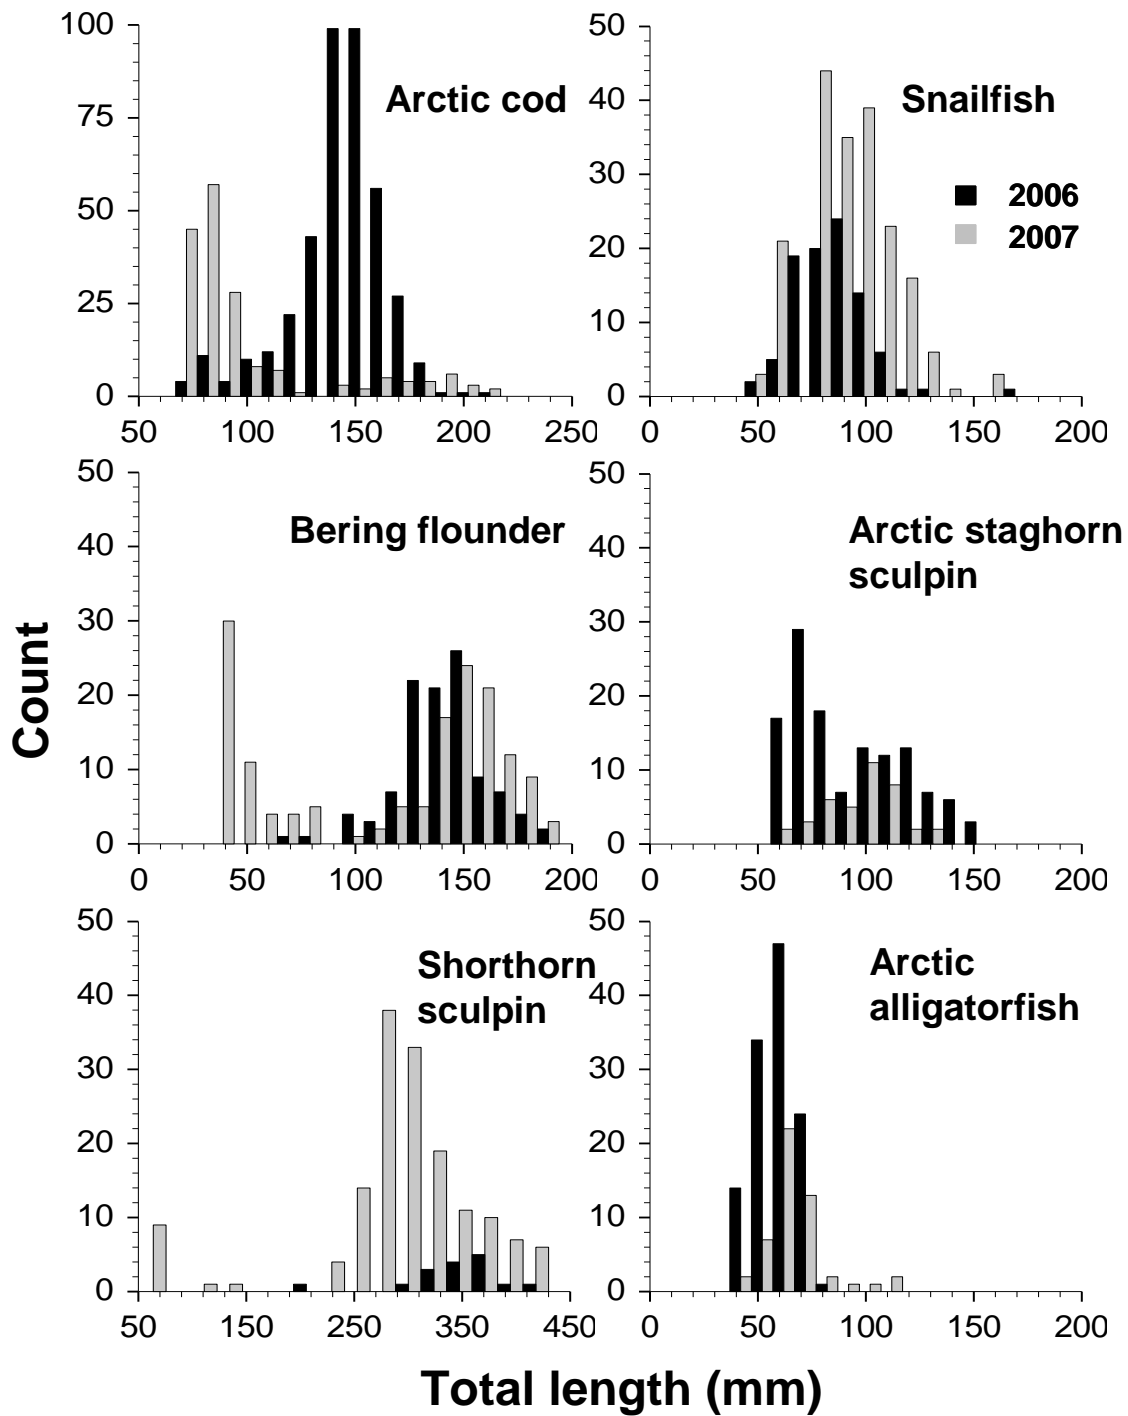 100
75
50
25
0
50 100 150 200 250
Arctic cod
50
40
30
20
10
0
0 50 100 150 200
Snailfish
2006
2007
50
40
30
20
10
0
0 50 100 150 200
Bering flounder
50
40
30
20
10
0
0 50 100 150 200
Arctic staghorn
sculpin
Count
50
40
30
20
10
0
50 150 250 350 450
Shorthorn
sculpin
50
40
30
20
10
0
0 50 100 150 200
Arctic
alligatorfish
Total length (mm)